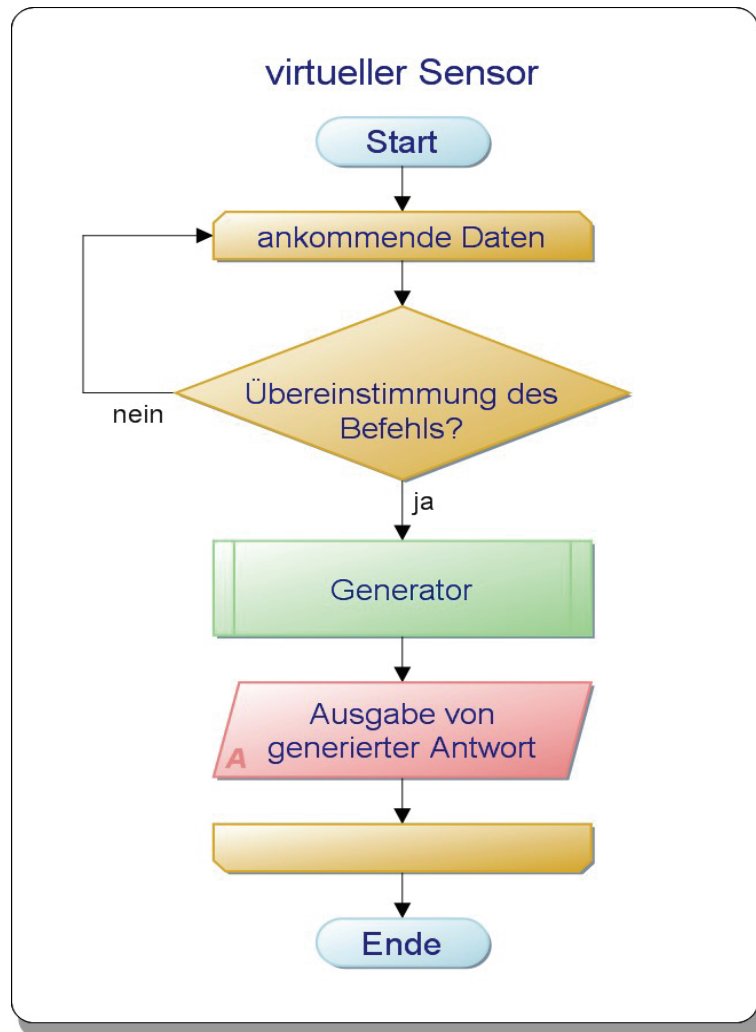 virtueller Sensor
Start
ankommende Daten
Übereinstimmung des
Befehls?
nein
ja
Generator
Ausgabe von
generierter Antwort
A
Ende